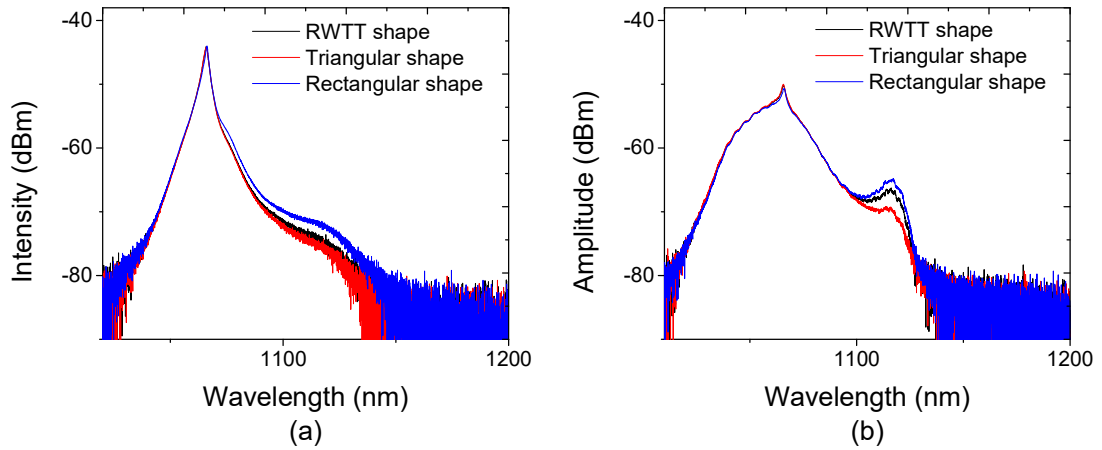 -40
-60
-80
Intensity (dBm)
RWTT shape
Triangular shape
Rectangular shape
1100
1200
Wavelength (nm)
(a)
-40
-60
-80
Amplitude (dBm)
RWTT shape
Triangular shape
Rectangular shape
1100
1200
Wavelength (nm)
(b)